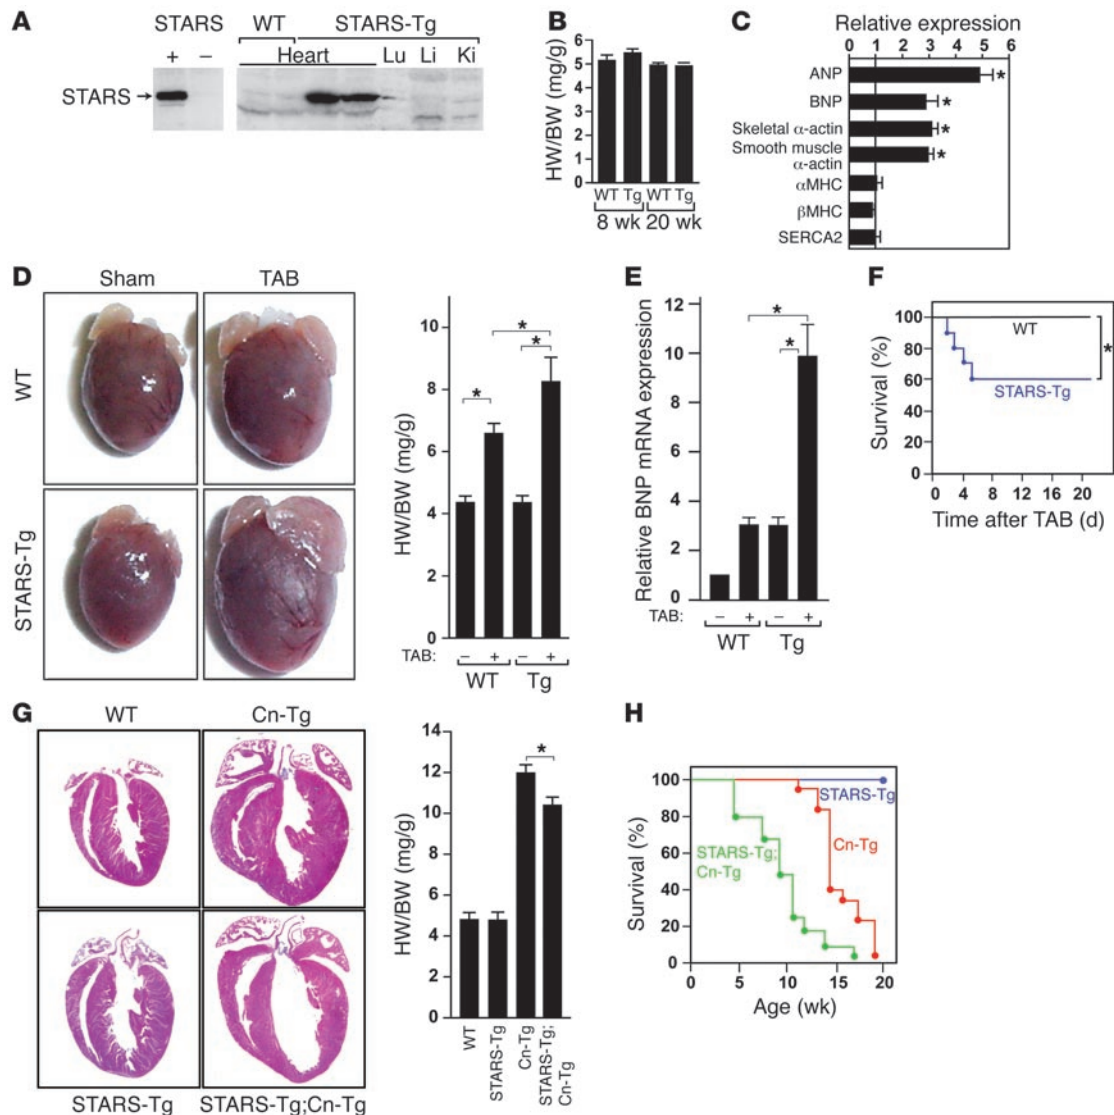 A
STARS
WT
STARS-Tg
+
–
Heart
Lu
Li
Ki
STARS
B
HW/BW (mg/g)
6
5
4
3
2
1
0
WT Tg WT Tg
8 wk 20 wk
C
Relative expression
0 1 2 3 4 5 6
ANP
*
BNP
*
Skeletal α-actin
*
Smooth muscle
α-actin
*
αMHC
βMHC
SERCA2
D
Sham
TAB
WT
STARS-Tg
HW/BW (mg/g)
10
8
6
4
2
0
*
*
*
TAB: – + – +
WT Tg
E
Relative BNP mRNA expression
12
10
8
6
4
2
0
*
*
TAB: – + – +
WT Tg
F
Survival (%)
100
80
60
40
20
0
WT
STARS-Tg
*
0 4 8 12 16 20
Time after TAB (d)
G
WT
Cn-Tg
STARS-Tg
STARS-Tg;Cn-Tg
HW/BW (mg/g)
14
12
10
8
6
4
2
0
*
WT
STARS-Tg
Cn-Tg
STARS-Tg;
Cn-Tg
H
Survival (%)
100
80
60
40
20
0
STARS-Tg
Cn-Tg
STARS-Tg;
Cn-Tg
0 5 10 15 20
Age (wk)